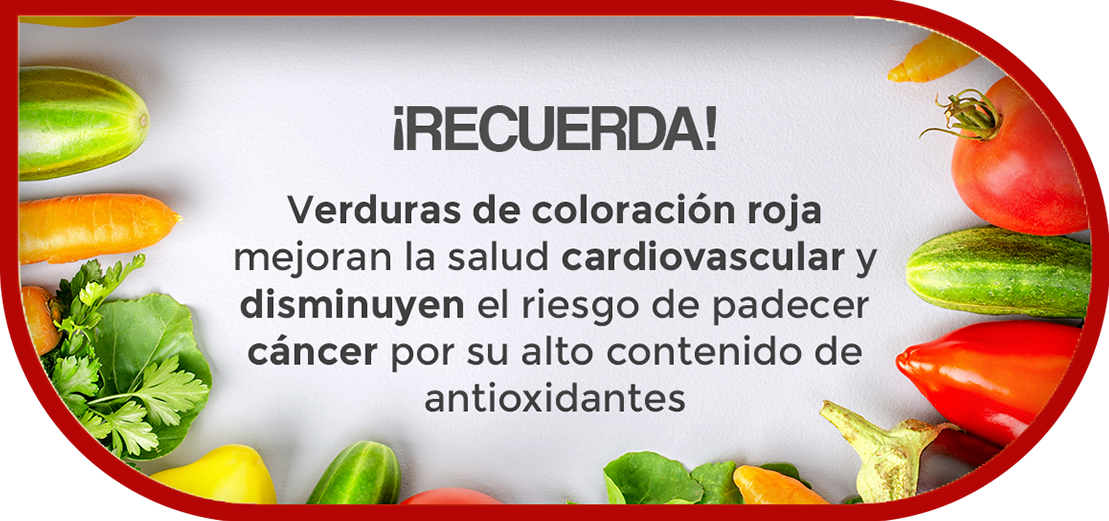 ¡RECUERDA!
Verduras de coloración roja
mejoran la salud cardiovascular y
disminuyen el riesgo de padecer
cáncer por su alto contenido de
antioxidantes